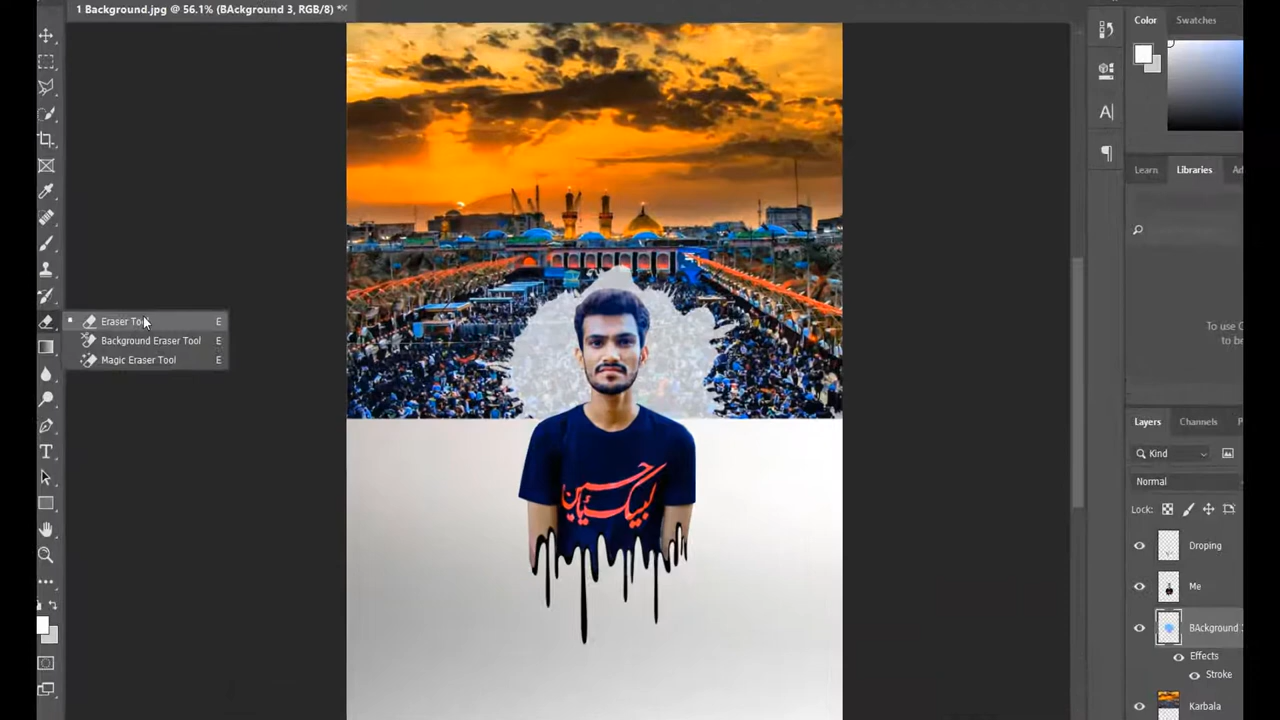 1 Background.jpg @ 56.1% (BAckground 3, RGB/8) *
Color
Swatches
Learn
Libraries
Eraser Tool E
Background Eraser Tool E
Magic Eraser Tool E
لبیک یا حسین
Layers
Channels
Kind
Normal
Lock:
Droping
Me
BAckground
Effects
Stroke
Karbala